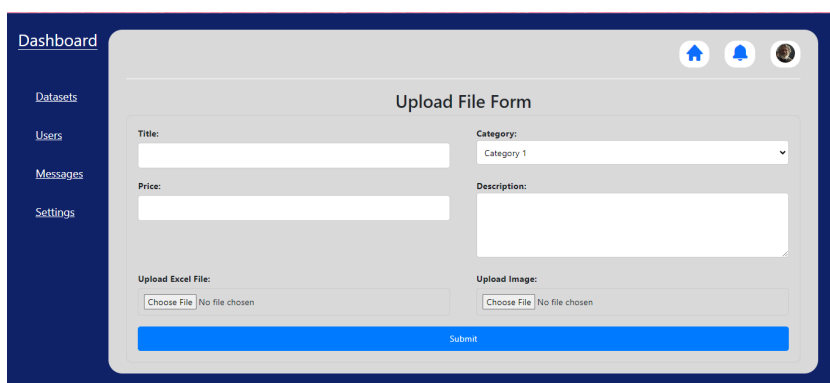 Dashboard
Datasets
Users
Messages
Settings
Upload File Form
Title:
Category:
Category 1
Price:
Description:
Upload Excel File:
Upload Image:
Choose File No file chosen
Choose File No file chosen
Submit